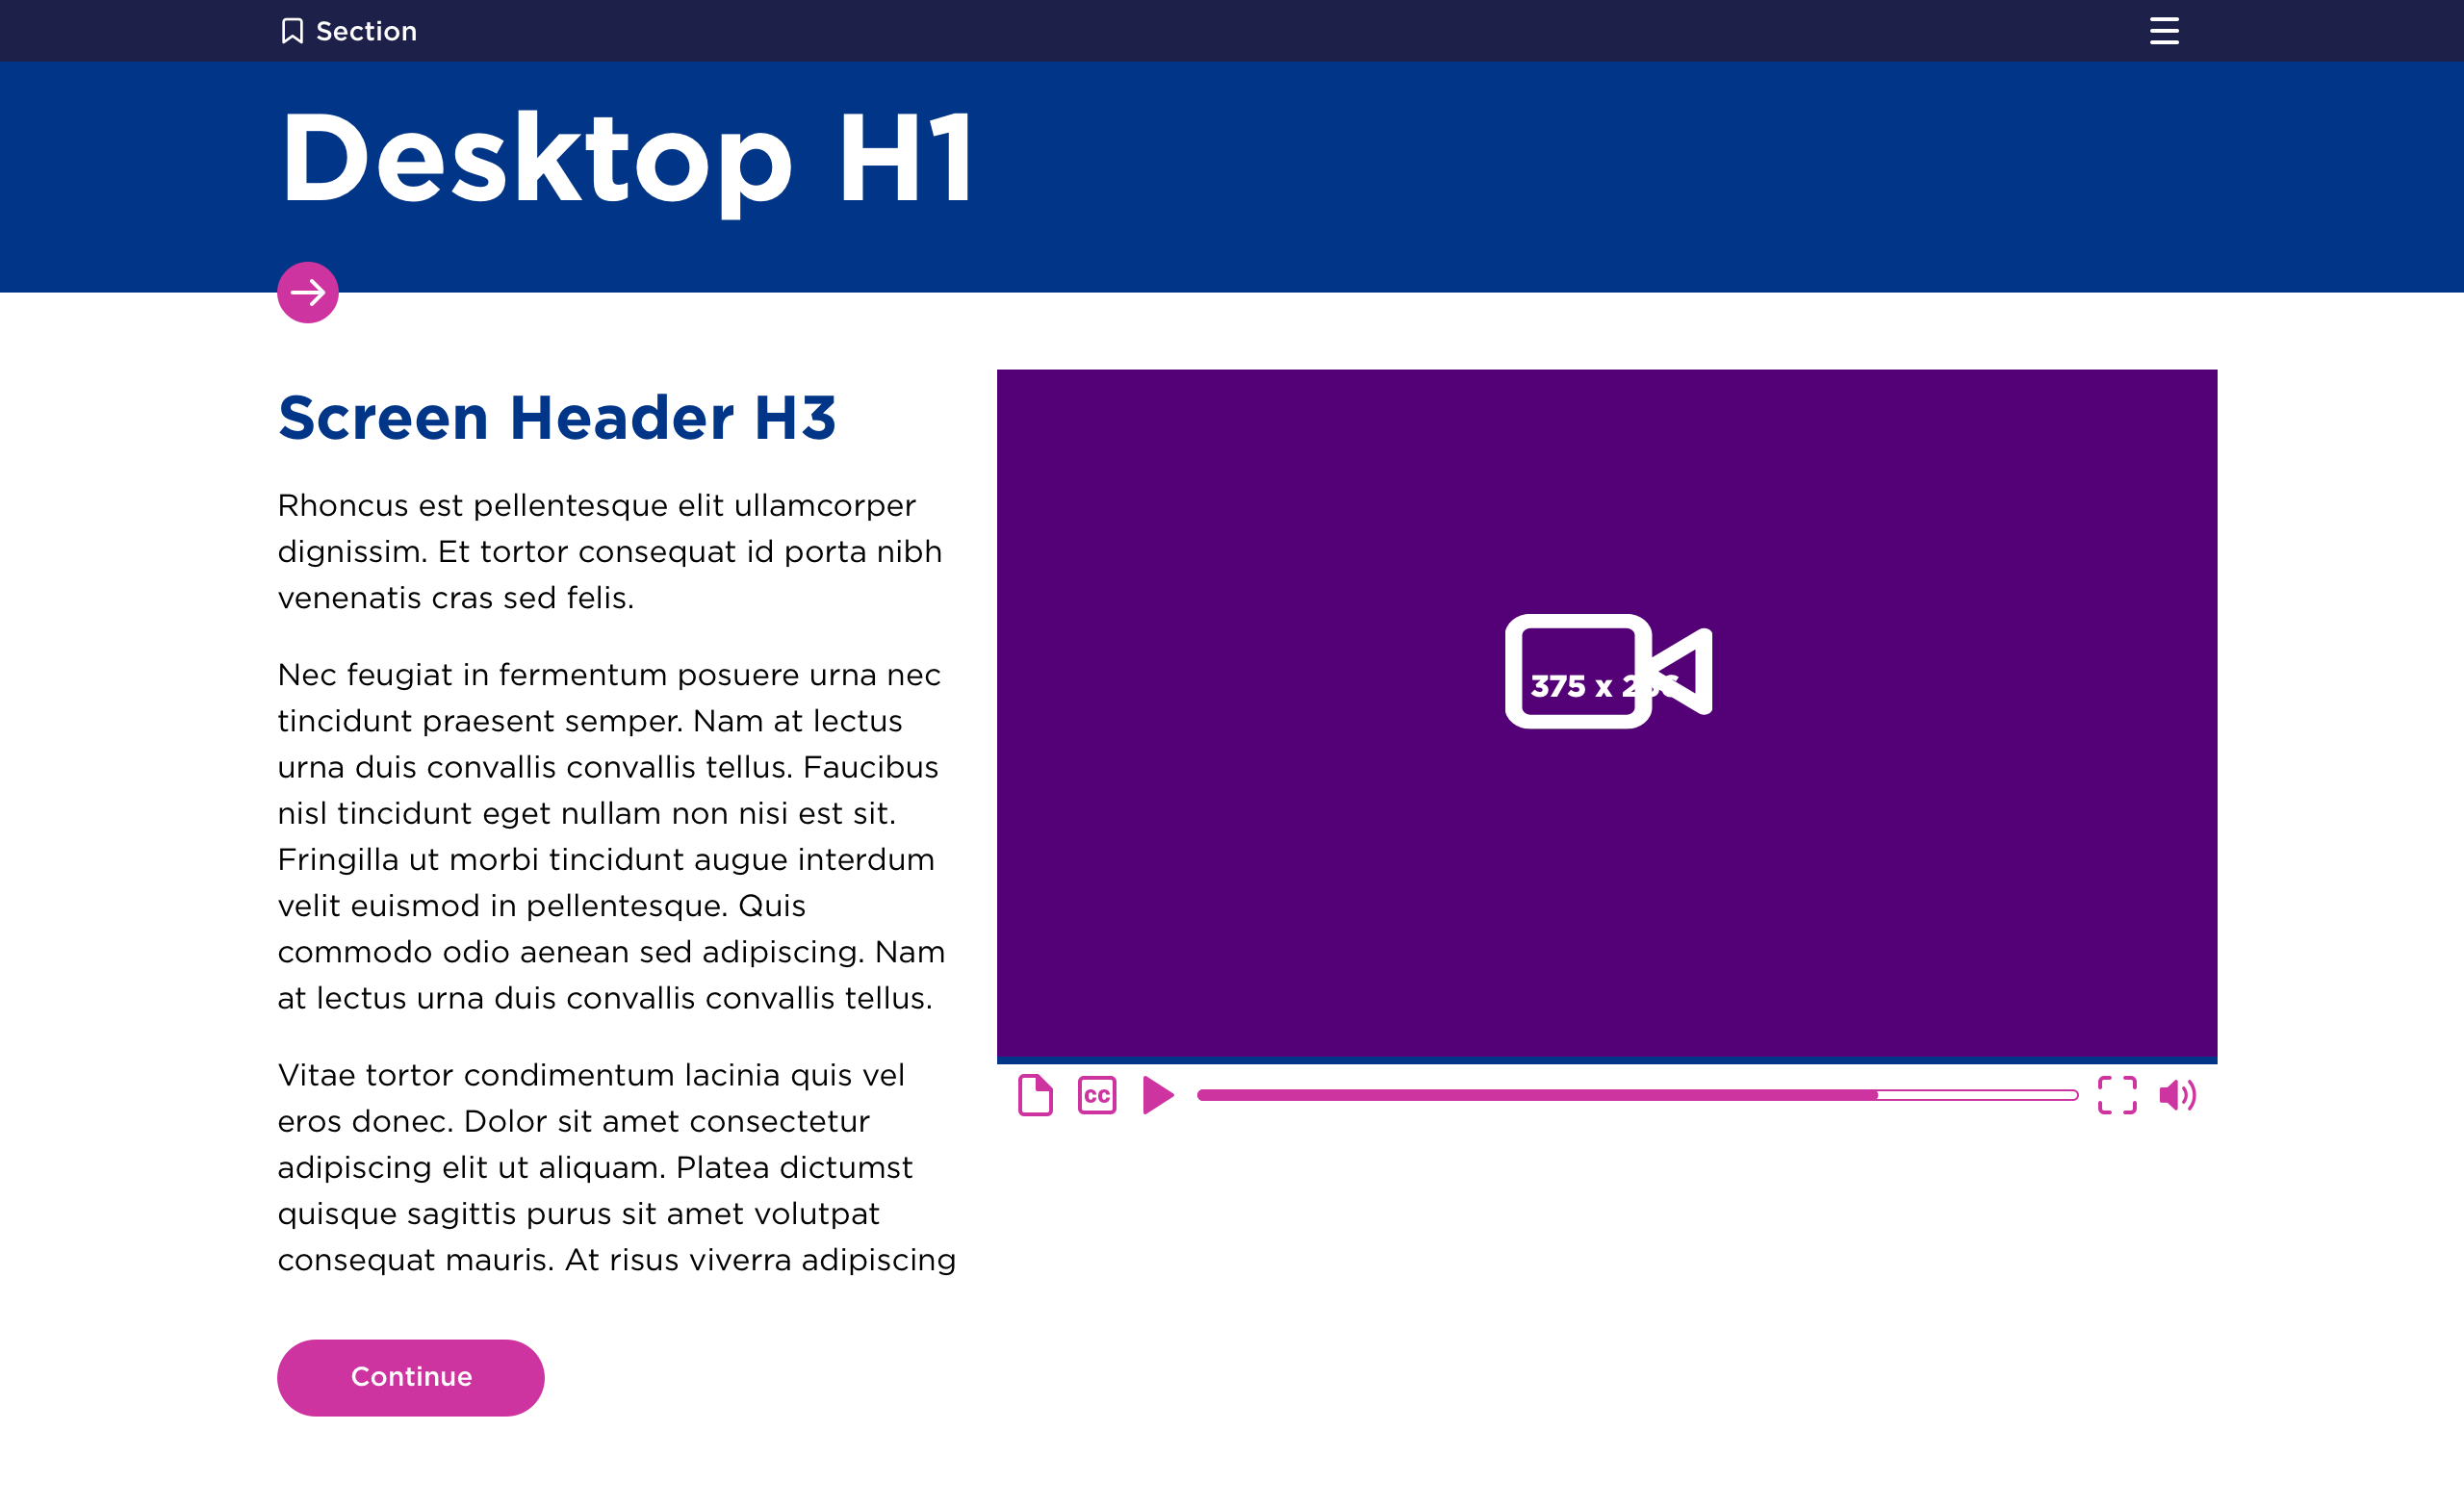 Section
Desktop H1
Screen Header H3
Rhoncus est pellentesque elit ullamcorper
dignissim. Et tortor consequat id porta nibh
venenatis cras sed felis.
Nec feugiat in fermentum posuere urna nec
tincidunt praesent semper. Nam at lectus
urna duis convallis convallis tellus. Faucibus
nisl tincidunt eget nullam non nisi est sit.
Fringilla ut morbi tincidunt augue interdum
velit euismod in pellentesque. Quis
commodo odio aenean sed adipiscing. Nam
at lectus urna duis convallis convallis tellus.
Vitae tortor condimentum lacinia quis vel
eros donec. Dolor sit amet consectetur
adipiscing elit ut aliquam. Platea dictumst
quisque sagittis purus sit amet volutpat
consequat mauris. At risus viverra adipiscing
Continue
375 x
CC